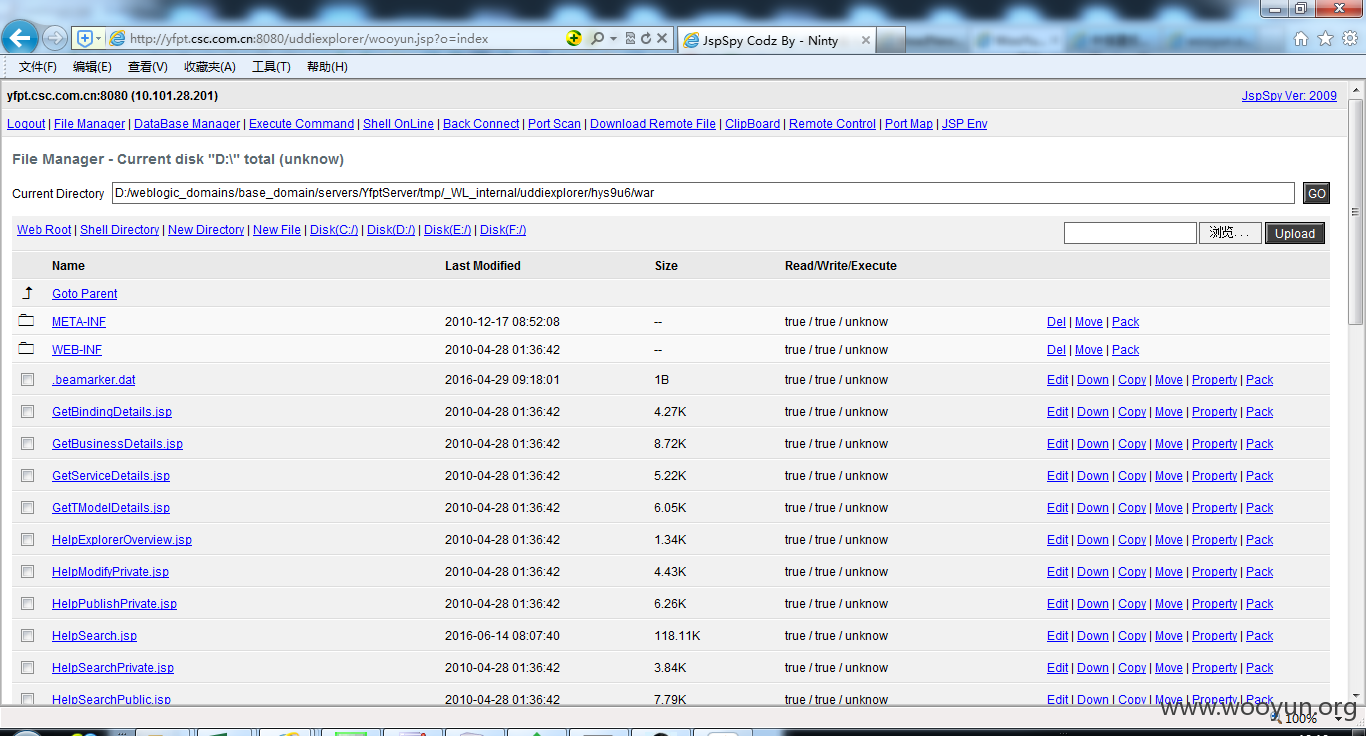 http://yfpt.csc.com.cn:8080/uddiexplorer/wooyun.jsp?o=index
JspSpy Codz By - Ninty
文件(F) 编辑(E) 查看(V) 收藏夹(A) 工具(T) 帮助(H)
yfpt.csc.com.cn:8080 (10.101.28.201) JspSpy Ver: 2009
Logout | File Manager | DataBase Manager | Execute Command | Shell OnLine | Back Connect | Port Scan | Download Remote File | ClipBoard | Remote Control | Port Map | JSP Env
File Manager - Current disk "D:\" total (unknow)
Current Directory D:/weblogic_domains/base_domain/servers/YfptServer/tmp/_WL_internal/uddiexplorer/hys9u6/war GO
Web Root | Shell Directory | New Directory | New File | Disk(C:/) | Disk(D:/) | Disk(E:/) | Disk(F:/) 浏览... Upload
Name Last Modified Size Read/Write/Execute
Goto Parent
META-INF 2010-12-17 08:52:08 -- true / true / unknow Del | Move | Pack
WEB-INF 2010-04-28 01:36:42 -- true / true / unknow Del | Move | Pack
.beamarker.dat 2016-04-29 09:18:01 1B true / true / unknow Edit | Down | Copy | Move | Property | Pack
GetBindingDetails.jsp 2010-04-28 01:36:42 4.27K true / true / unknow Edit | Down | Copy | Move | Property | Pack
GetBusinessDetails.jsp 2010-04-28 01:36:42 8.72K true / true / unknow Edit | Down | Copy | Move | Property | Pack
GetServiceDetails.jsp 2010-04-28 01:36:42 5.22K true / true / unknow Edit | Down | Copy | Move | Property | Pack
GetTModelDetails.jsp 2010-04-28 01:36:42 6.05K true / true / unknow Edit | Down | Copy | Move | Property | Pack
HelpExplorerOverview.jsp 2010-04-28 01:36:42 1.34K true / true / unknow Edit | Down | Copy | Move | Property | Pack
HelpModifyPrivate.jsp 2010-04-28 01:36:42 4.43K true / true / unknow Edit | Down | Copy | Move | Property | Pack
HelpPublishPrivate.jsp 2010-04-28 01:36:42 6.26K true / true / unknow Edit | Down | Copy | Move | Property | Pack
HelpSearch.jsp 2016-06-14 08:07:40 118.11K true / true / unknow Edit | Down | Copy | Move | Property | Pack
HelpSearchPrivate.jsp 2010-04-28 01:36:42 3.84K true / true / unknow Edit | Down | Copy | Move | Property | Pack
HelpSearchPublic.jsp 2010-04-28 01:36:42 7.79K true / true / unknow Edit | Down | Copy | Move | Property | Pack
www.wooyun.org
100%